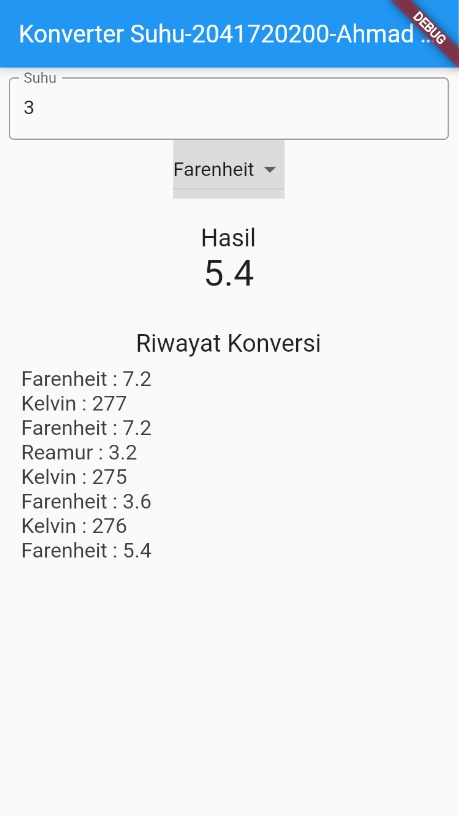 Konverter Suhu-2041720200-Ahmad ...
DEBUG
Suhu
3
Farenheit
Hasil
5.4
Riwayat Konversi
Farenheit : 7.2
Kelvin : 277
Farenheit : 7.2
Reamur : 3.2
Kelvin : 275
Farenheit : 3.6
Kelvin : 276
Farenheit : 5.4